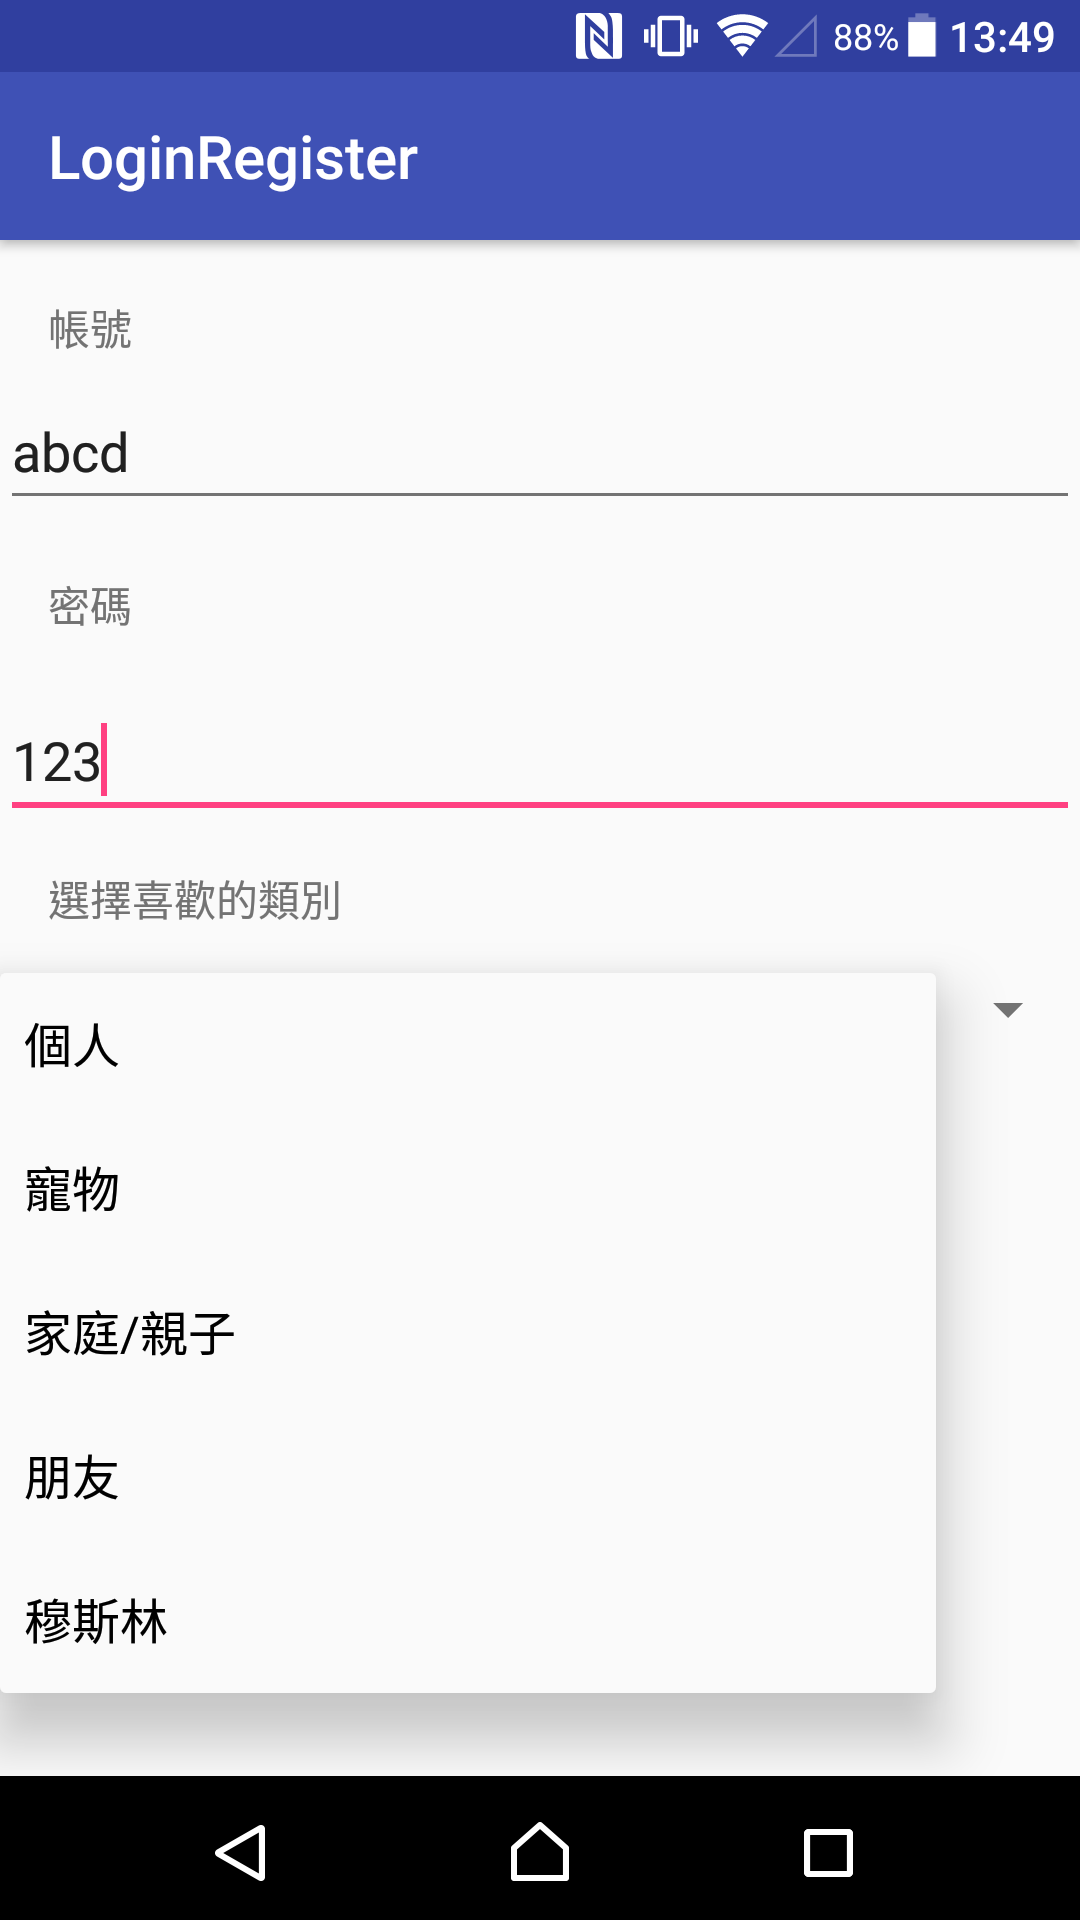 88% 13:49
LoginRegister
帳號
abcd
密碼
123
選擇喜歡的類別
個人
寵物
家庭/親子
朋友
穆斯林